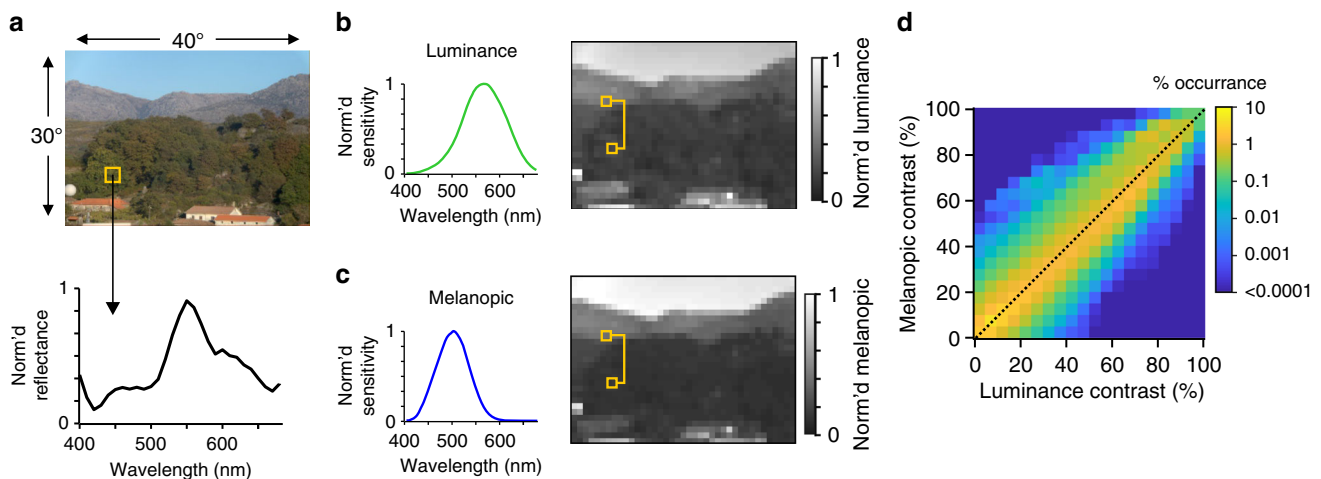 a
40°
30°
1
Norm'd
reflectance
0
400 500 600
Wavelength (nm)
b
Luminance
1
Norm'd
sensitivity
0
400 500 600
Wavelength (nm)
1
Norm'd luminance
0
c
Melanopic
1
Norm'd
sensitivity
0
400 500 600
Wavelength (nm)
1
Norm'd melanopic
0
d
% occurrance
100
80
60
40
20
0
Melanopic contrast (%)
0 20 40 60 80 100
Luminance contrast (%)
10
1
0.1
0.01
0.001
<0.0001